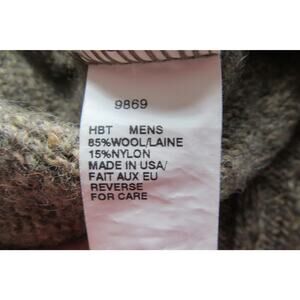 9869
HBT MENS
85%WOOL/LAINE
15%NYLON
MADE IN USA/
FAIT AUX EU
REVERSE
FOR CARE